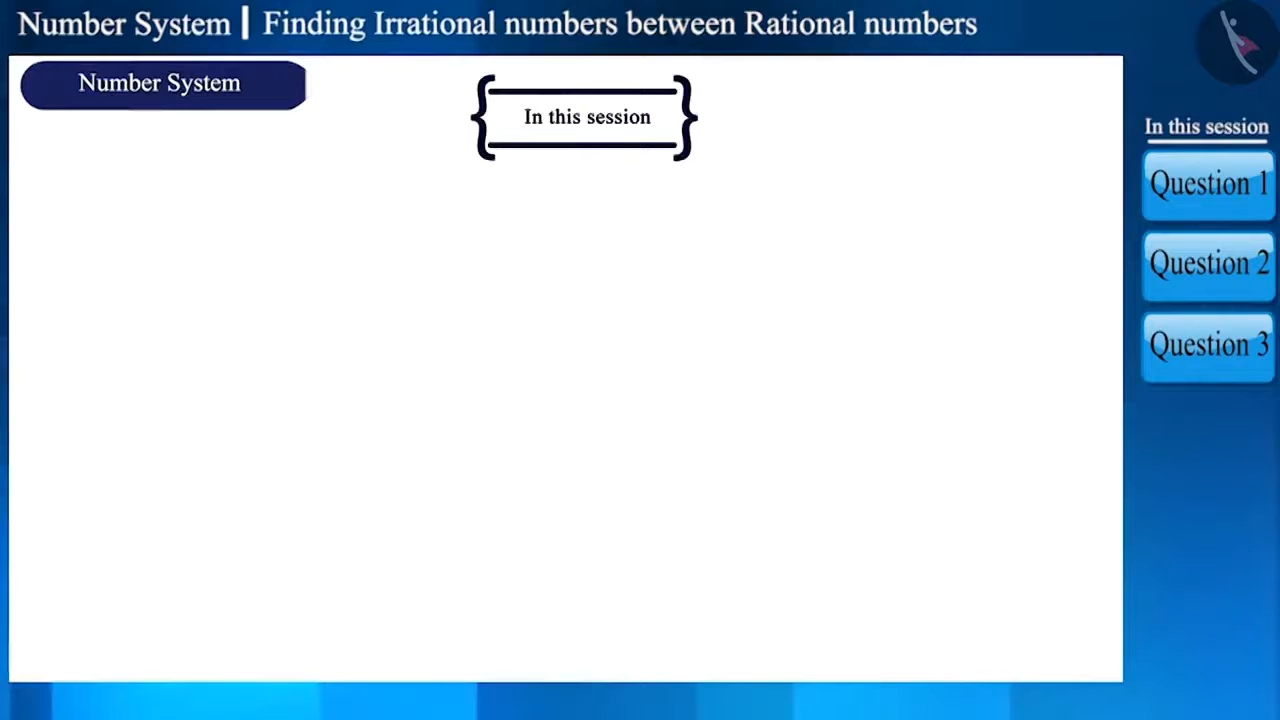 Number System | Finding Irrational numbers between Rational numbers
Number System
In this session
In this session
Question 1
Question 2
Question 3